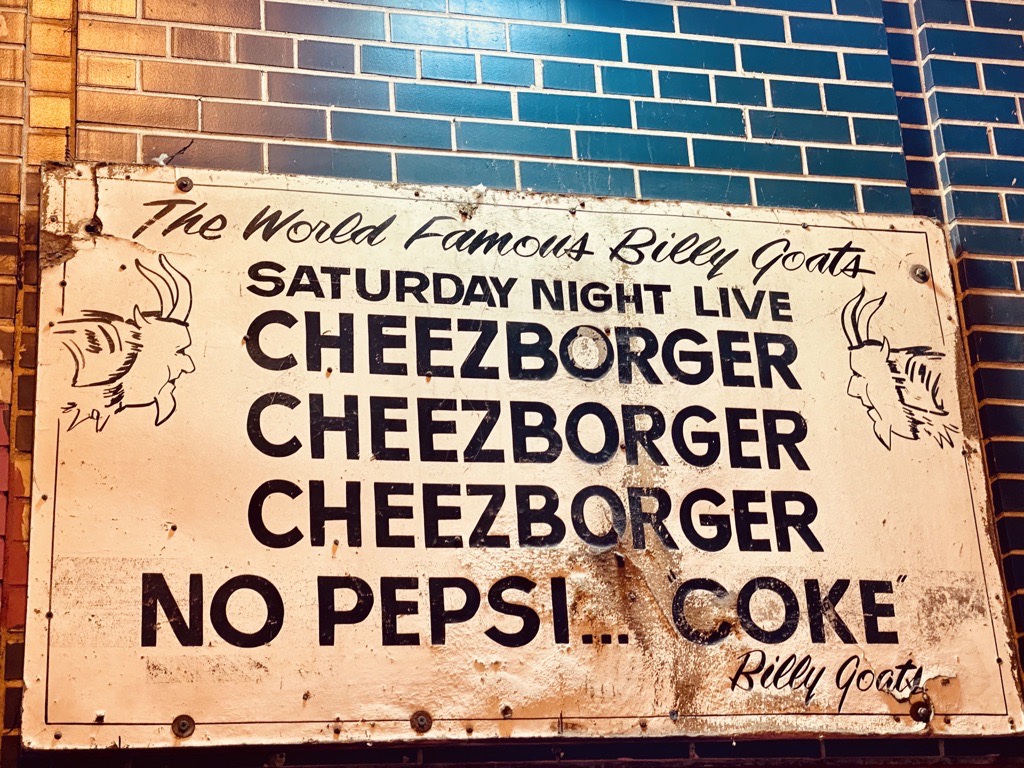 The World Famous Billy Goats
SATURDAY NIGHT LIVE
CHEEZBORGER
CHEEZBORGER
CHEEZBORGER
NO PEPSI... "COKE"
Billy Goats